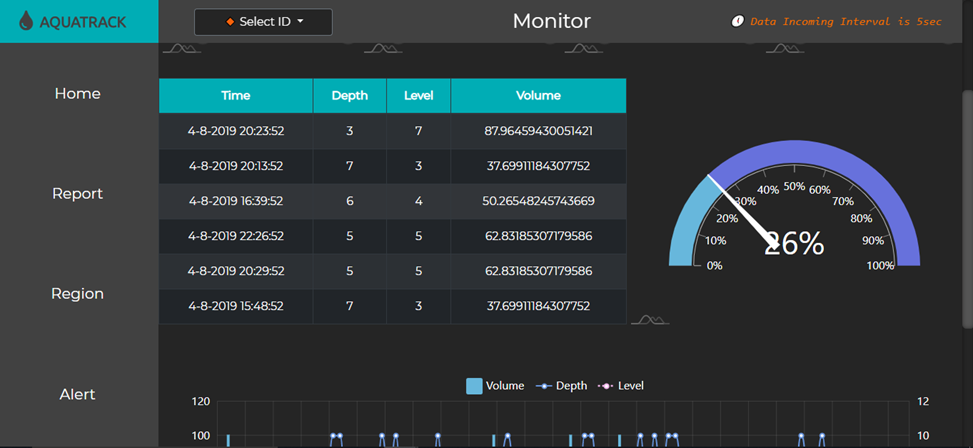 AQUATRACK
Select ID
Monitor
Data Incoming Interval is 5sec
Home
Report
Region
Alert
Time Depth Level Volume
4-8-2019 20:23:52 3 7 87.96459430051421
4-8-2019 20:13:52 7 3 37.69911184307752
4-8-2019 16:39:52 6 4 50.26548245743669
4-8-2019 22:26:52 5 5 62.83185307179586
4-8-2019 20:29:52 5 5 62.83185307179586
4-8-2019 15:48:52 7 3 37.69911184307752
0%
10%
20%
30%
40%
50%
60%
70%
80%
90%
100%
26%
Volume Depth Level
120 12
100 10